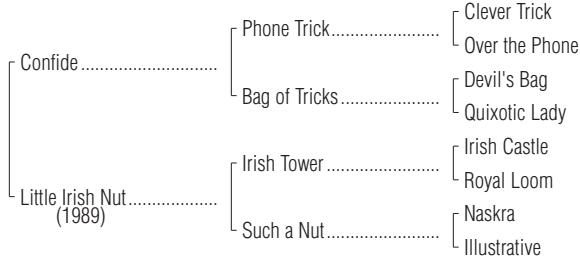 Clever Trick
Phone Trick
Over the Phone
Confide
Devil's Bag
Bag of Tricks
Quixotic Lady
Irish Castle
Irish Tower
Royal Loom
Little Irish Nut
(1989)
Naskra
Such a Nut
Illustrative